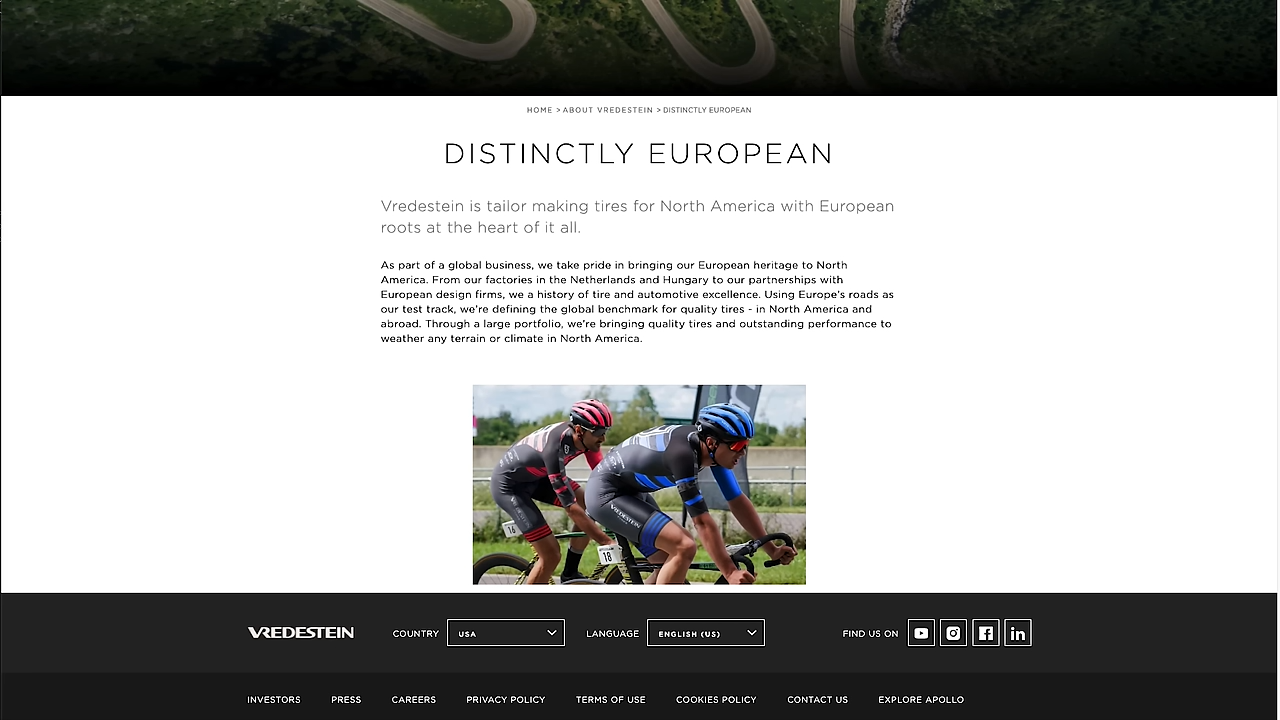 HOME > ABOUT VREDESTEIN > DISTINCTLY EUROPEAN
DISTINCTLY EUROPEAN
Vredestein is tailor making tires for North America with European
roots at the heart of it all.
As part of a global business, we take pride in bringing our European heritage to North
America. From our factories in the Netherlands and Hungary to our partnerships with
European design firms, we a history of tire and automotive excellence. Using Europe's roads as
our test track, we're defining the global benchmark for quality tires - in North America and
abroad. Through a large portfolio, we're bringing quality tires and outstanding performance to
weather any terrain or climate in North America.
16
VREDESTEIN
18
VREDESTEIN COUNTRY USA LANGUAGE ENGLISH (US) FIND US ON
INVESTORS PRESS CAREERS PRIVACY POLICY TERMS OF USE COOKIES POLICY CONTACT US EXPLORE APOLLO